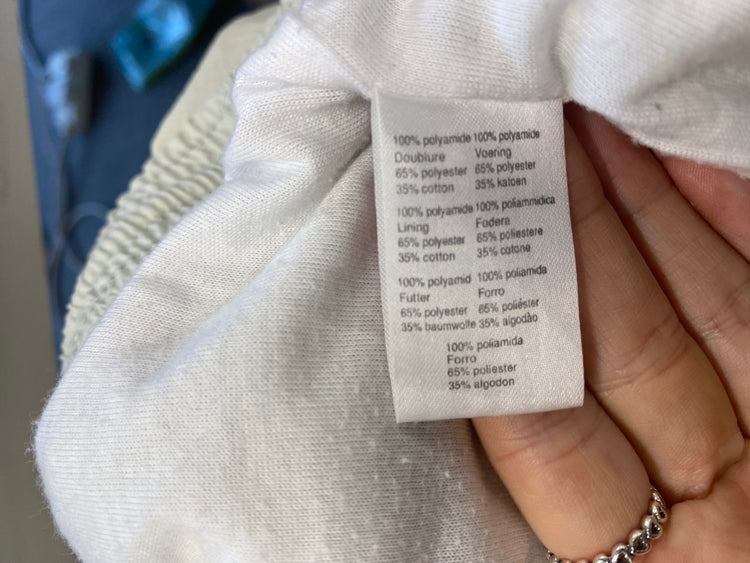 100% polyamide 100% polyamide
Doublure Voering
65% polyester 65% polyester
35% cotton 35% katoen
100% polyamide 100% poliammidica
Lining Fodera
65% polyester 65% poliestere
35% cotton 35% cotone
100% polyamid 100% poliamida
Futter Forro
65% polyester 65% poliéster
35% baumwolle 35% algodão
100% poliamida
Forro
65% poliester
35% algodon